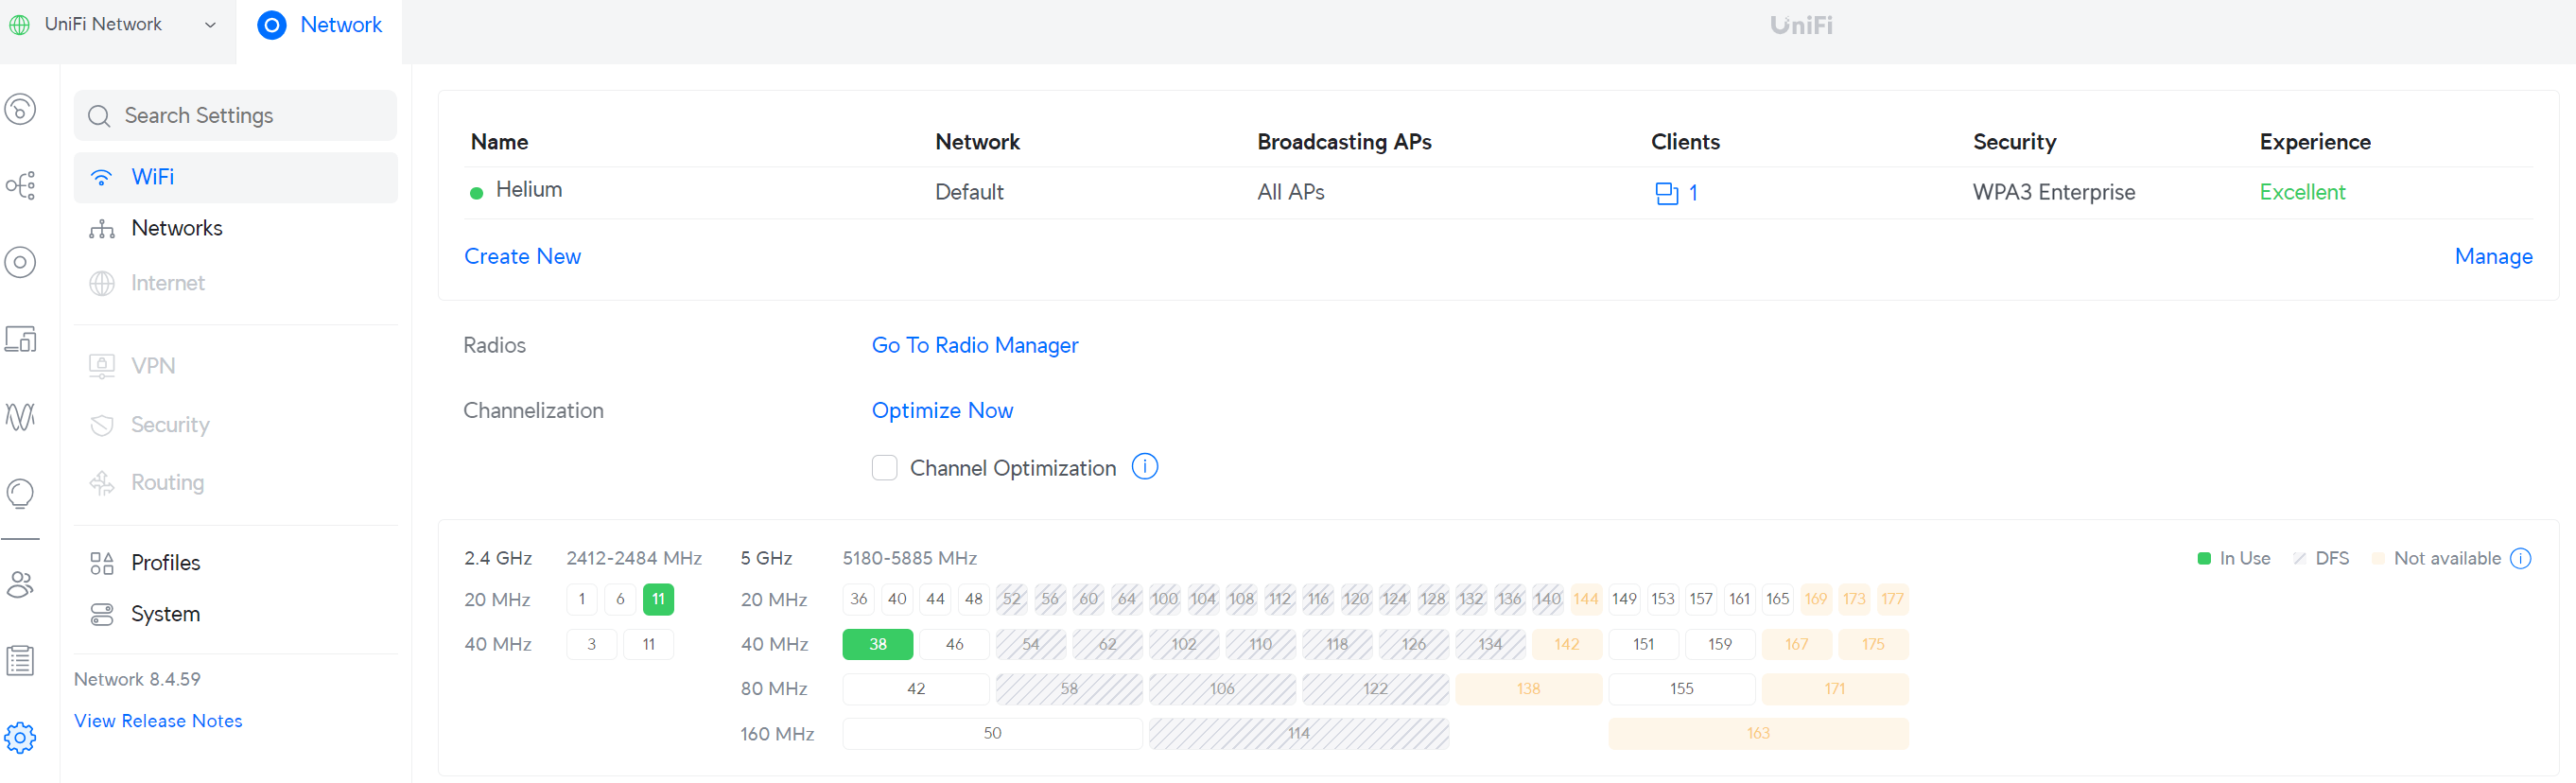 UniFi Network
Network
UniFi
Search Settings
WiFi
Networks
Internet
VPN
Security
Routing
Profiles
System
Network 8.4.59
View Release Notes
Name Network Broadcasting APs Clients Security Experience
Helium Default All APs 1 WPA3 Enterprise Excellent
Create New Manage
Radios Go To Radio Manager
Channelization Optimize Now
Channel Optimization
2.4 GHz 2412-2484 MHz 5 GHz 5180-5885 MHz In Use DFS Not available
20 MHz 1 6 11 20 MHz 36 40 44 48 52 56 60 64 100 104 108 112 116 120 124 128 132 136 140 144 149 153 157 161 165 169 173 177
40 MHz 3 11 40 MHz 38 46 54 62 102 110 118 126 134 142 151 159 167 175
80 MHz 42 58 106 122 138 155 171
160 MHz 50 114 163